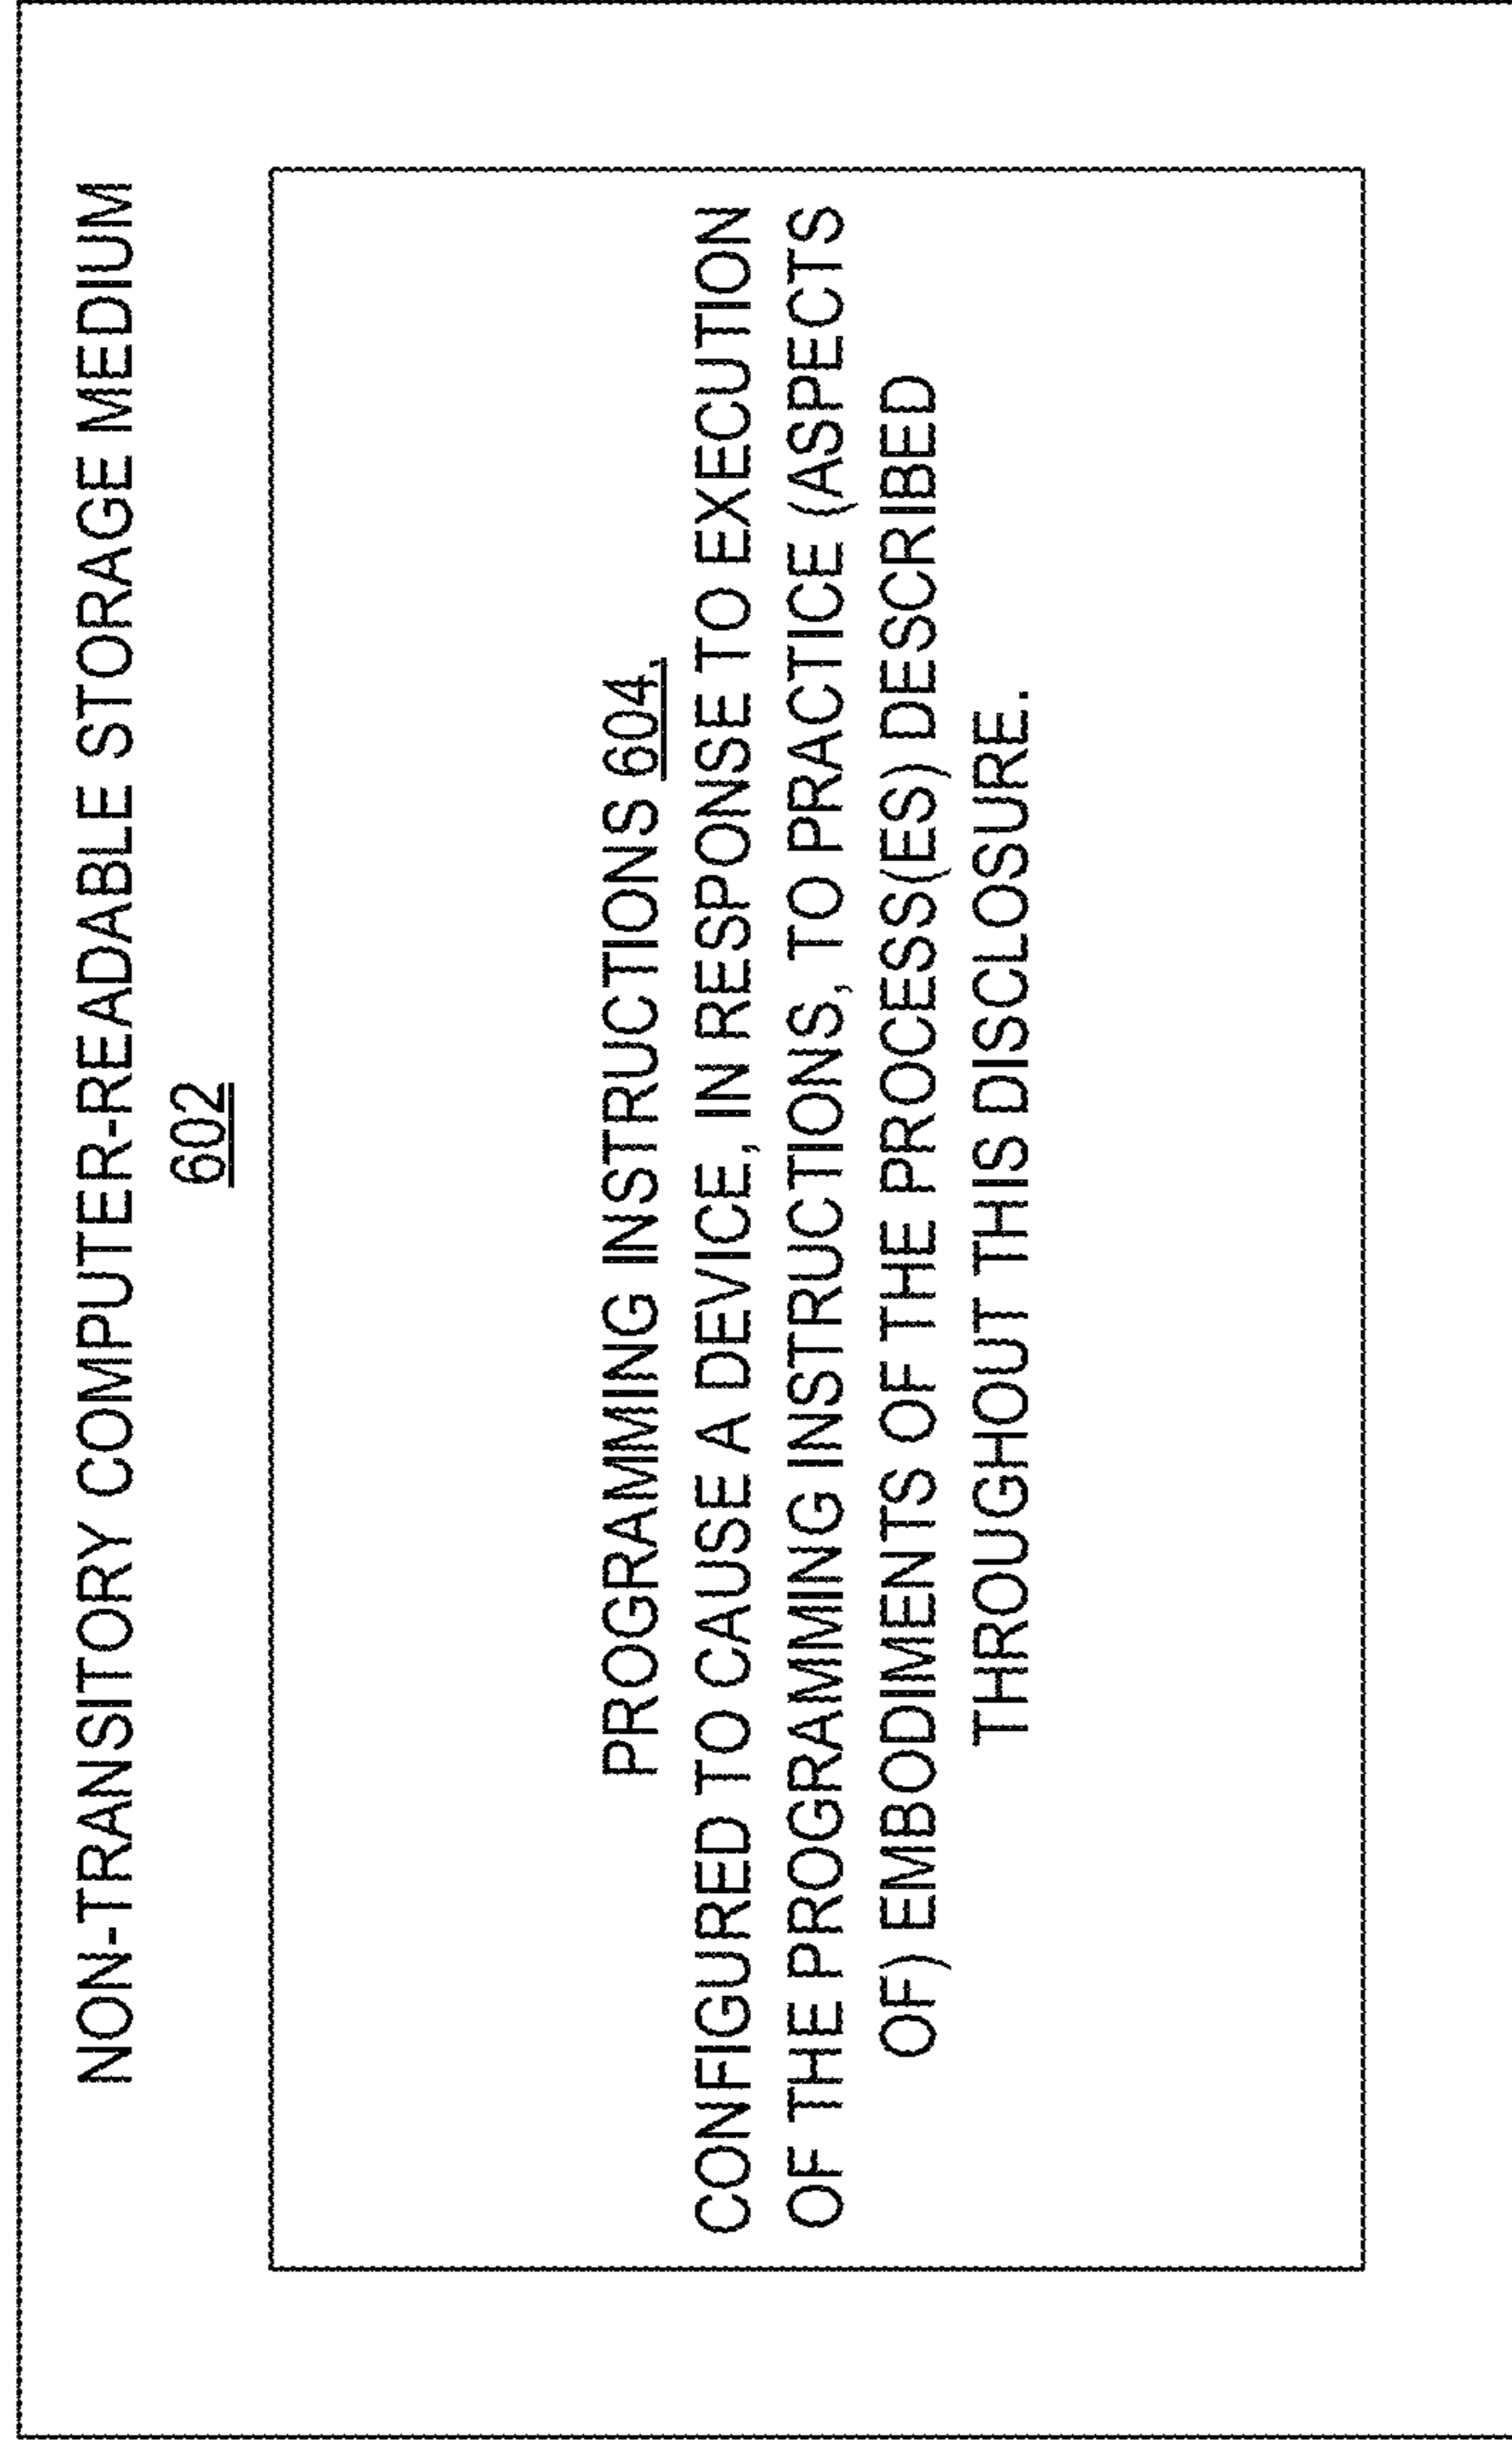 NON-TRANSITORY COMPUTER-READABLE STORAGE MEDIUM
602
PROGRAMMING INSTRUCTIONS 604,
CONFIGURED TO CAUSE A DEVICE, IN RESPONSE TO EXECUTION
OF THE PROGRAMMING INSTRUCTIONS, TO PRACTICE (ASPECTS
OF) EMBODIMENTS OF THE PROCESS(ES) DESCRIBED
THROUGHOUT THIS DISCLOSURE.